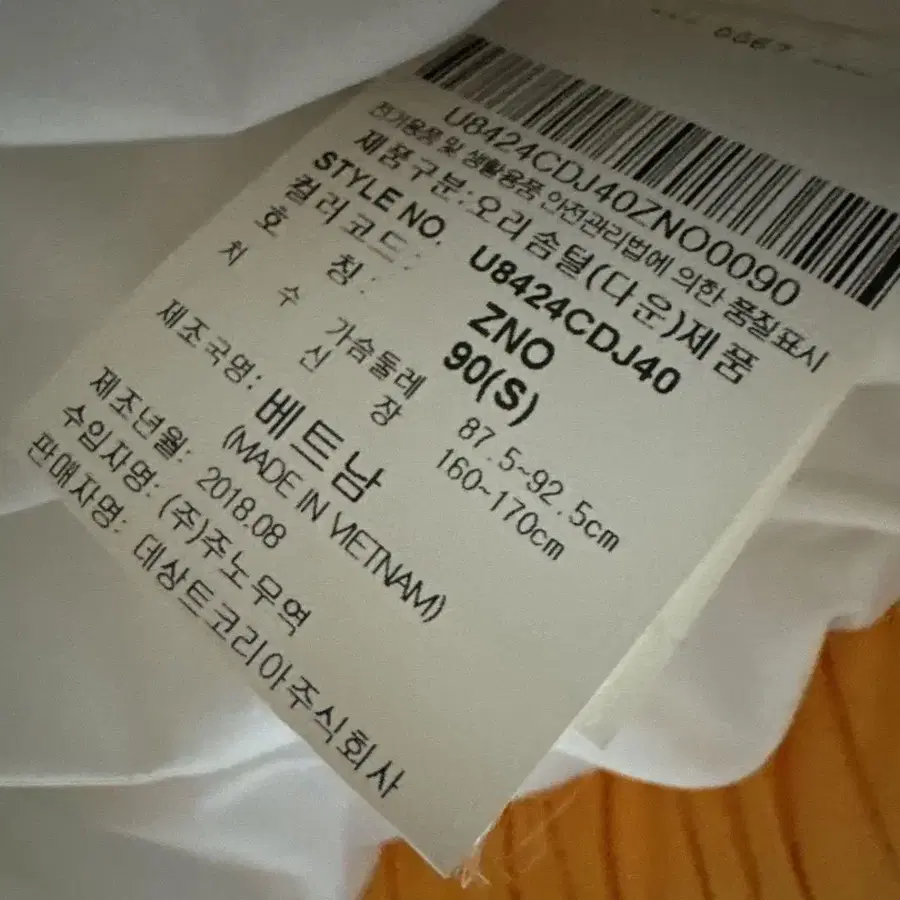 U8424CDJ40ZNO0090
전기용품 및 생활용품 안전관리법에 의한 품질표시
제품구분: 오리솜털(다운)제품
STYLE NO. U8424CDJ40
컬러코드: ZNO
호 칭: 90(S)
치 수 가슴둘레 87.5~92.5cm
신 장 160~170cm
제조국명: 베트남
(MADE IN VIETNAM)
제조년월: 2018.08
수입자명: (주)주노무역
판매자명: 데상트코리아주식회사